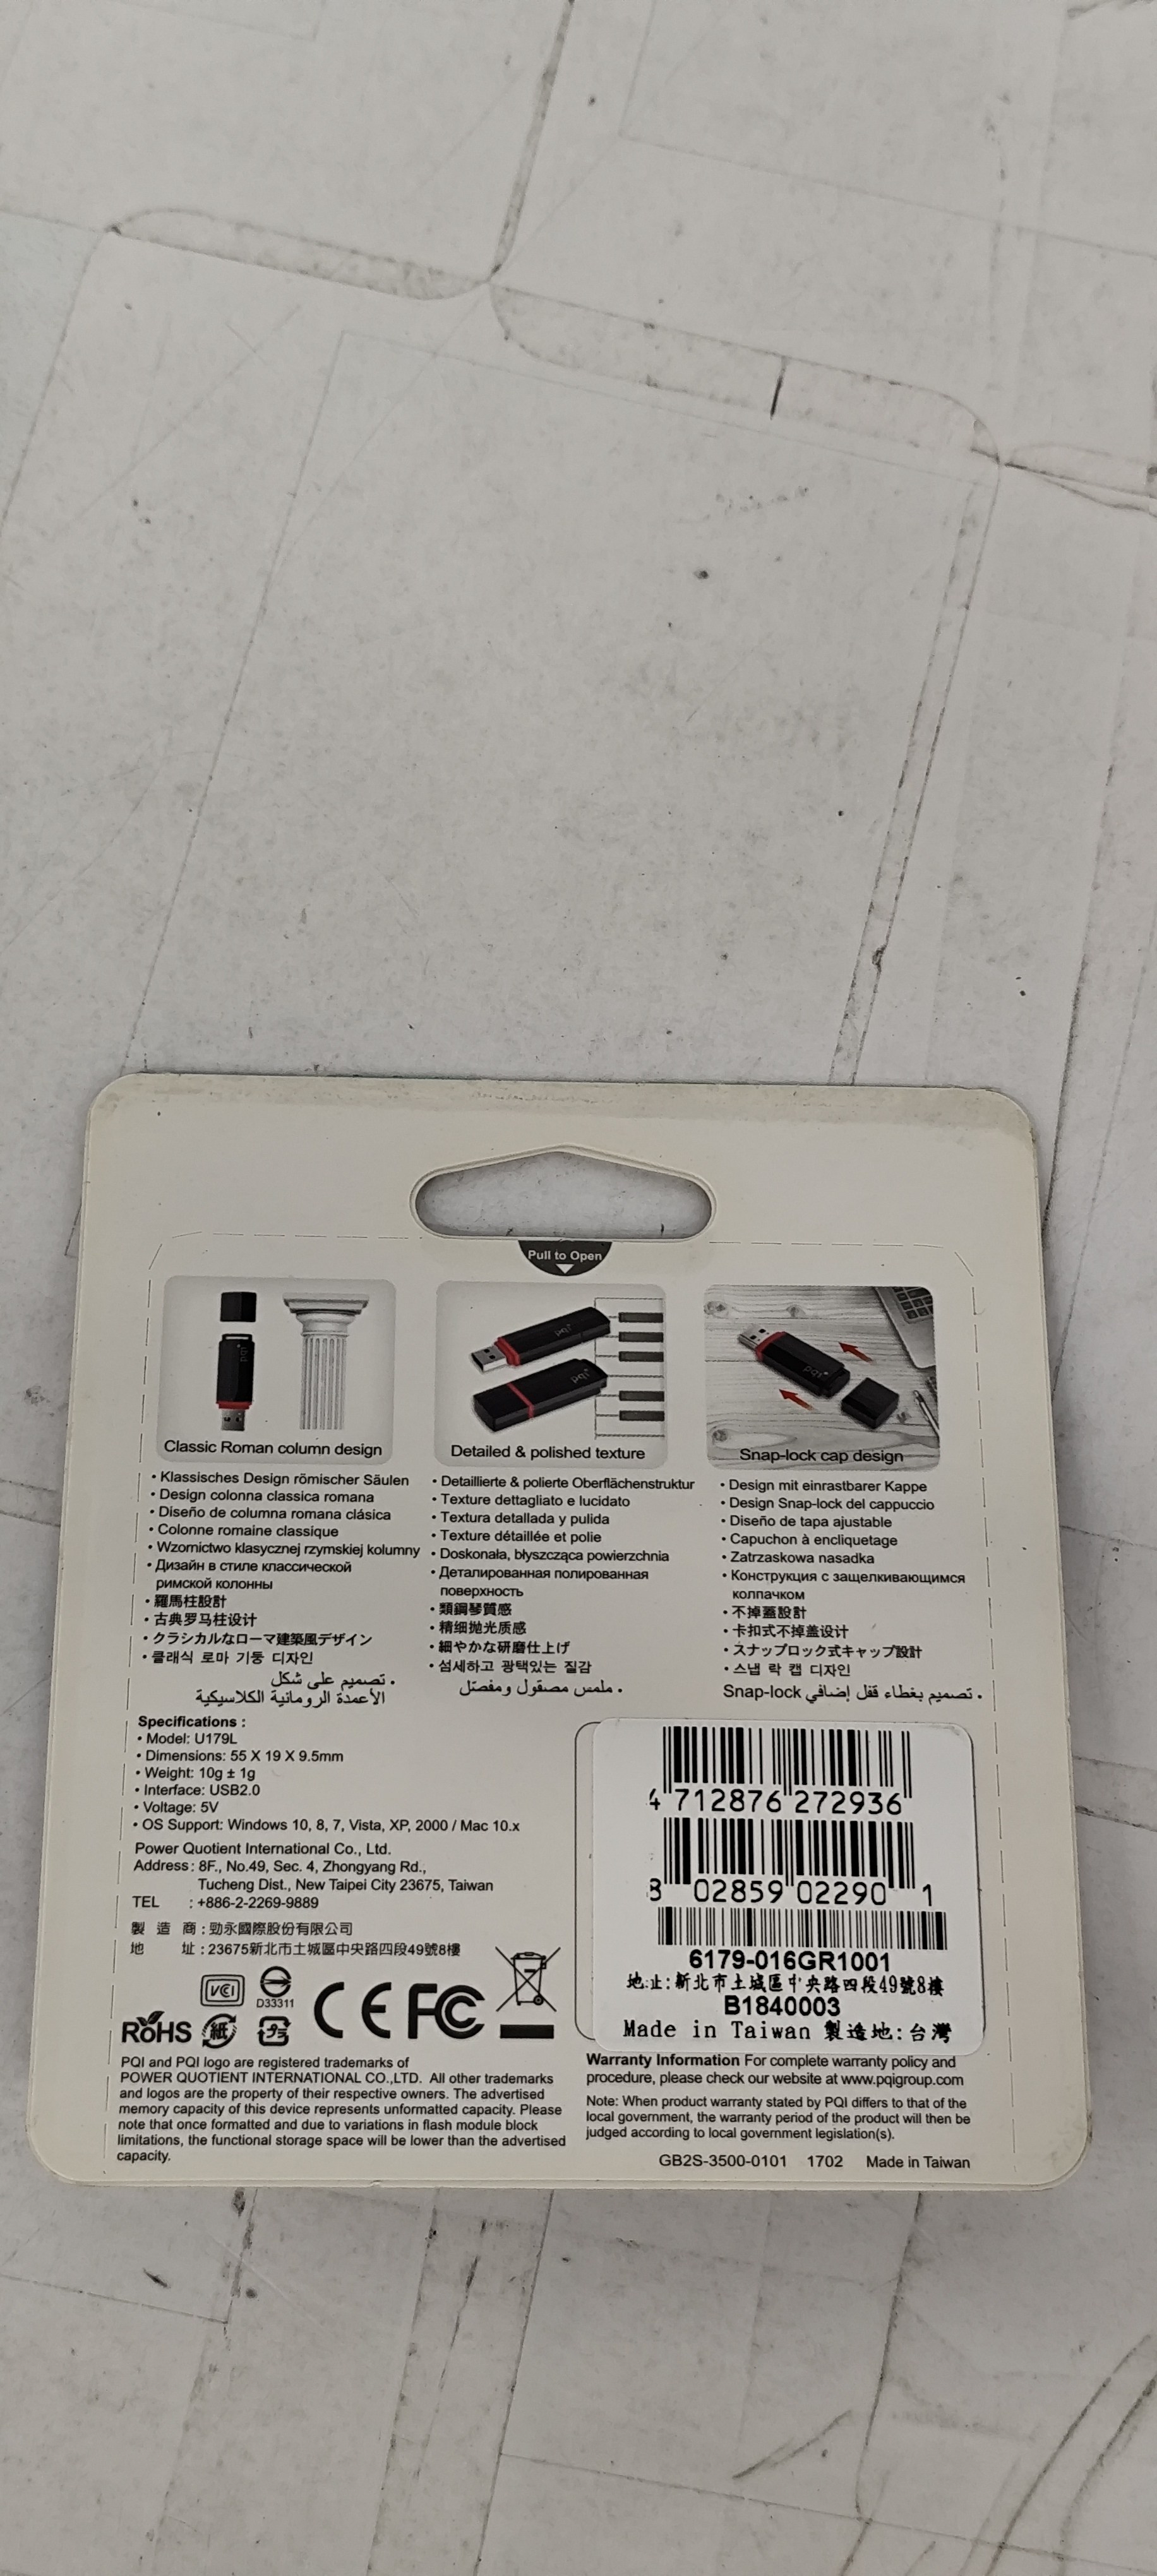 Pull to Open
pqi
pqi
pqi
pqi
Classic Roman column design
• Klassisches Design römischer Säulen
• Design colonna classica romana
• Diseño de columna romana clásica
• Colonne romaine classique
• Wzornictwo klasycznej rzymskiej kolumny
• Дизайн в стиле классической
римской колонны
• 羅馬柱設計
• 古典罗马柱设计
• クラシカルなローマ建築風デザイン
• 클래식 로마 기둥 디자인
• تصميم على شكل
الأعمدة الرومانية الكلاسيكية
Detailed & polished texture
• Detaillierte & polierte Oberflächenstruktur
• Texture dettagliato e lucidato
• Textura detallada y pulida
• Texture détaillée et polie
• Doskonała, błyszcząca powierzchnia
• Деталированная полированная
поверхность
• 類鋼琴質感
• 精细抛光质感
• 細やかな研磨仕上げ
• 섬세하고 광택있는 질감
• ملمس مصقول ومفصّل
Snap-lock cap design
• Design mit einrastbarer Kappe
• Design Snap-lock del cappuccio
• Diseño de tapa ajustable
• Capuchon à encliquetage
• Zatrzaskowa nasadka
• Конструкция с защелкивающимся
колпачком
• 不掉蓋設計
• 卡扣式不掉盖设计
• スナップロック式キャップ設計
• 스냅 락 캡 디자인
• تصميم بغطاء قفل إضافي Snap-lock
Specifications :
• Model: U179L
• Dimensions: 55 X 19 X 9.5mm
• Weight: 10g ± 1g
• Interface: USB2.0
• Voltage: 5V
• OS Support: Windows 10, 8, 7, Vista, XP, 2000 / Mac 10.x
Power Quotient International Co., Ltd.
Address: 8F., No.49, Sec. 4, Zhongyang Rd.,
Tucheng Dist., New Taipei City 23675, Taiwan
TEL : +886-2-2269-9889
製 造 商 : 勁永國際股份有限公司
地 址 : 23675新北市土城區中央路四段49號8樓
VCI
D33311
CE FC
RoHS
紙
プラ
PQI and PQI logo are registered trademarks of
POWER QUOTIENT INTERNATIONAL CO.,LTD. All other trademarks
and logos are the property of their respective owners. The advertised
memory capacity of this device represents unformatted capacity. Please
note that once formatted and due to variations in flash module block
limitations, the functional storage space will be lower than the advertised
capacity.
4 712876 272936
8 02859 02290 1
6179-016GR1001
地址:新北市土城區中央路四段49號8樓
B1840003
Made in Taiwan 製造地:台灣
Warranty Information For complete warranty policy and
procedure, please check our website at www.pqigroup.com
Note: When product warranty stated by PQI differs to that of the
local government, the warranty period of the product will then be
judged according to local government legislation(s).
GB2S-3500-0101 1702 Made in Taiwan